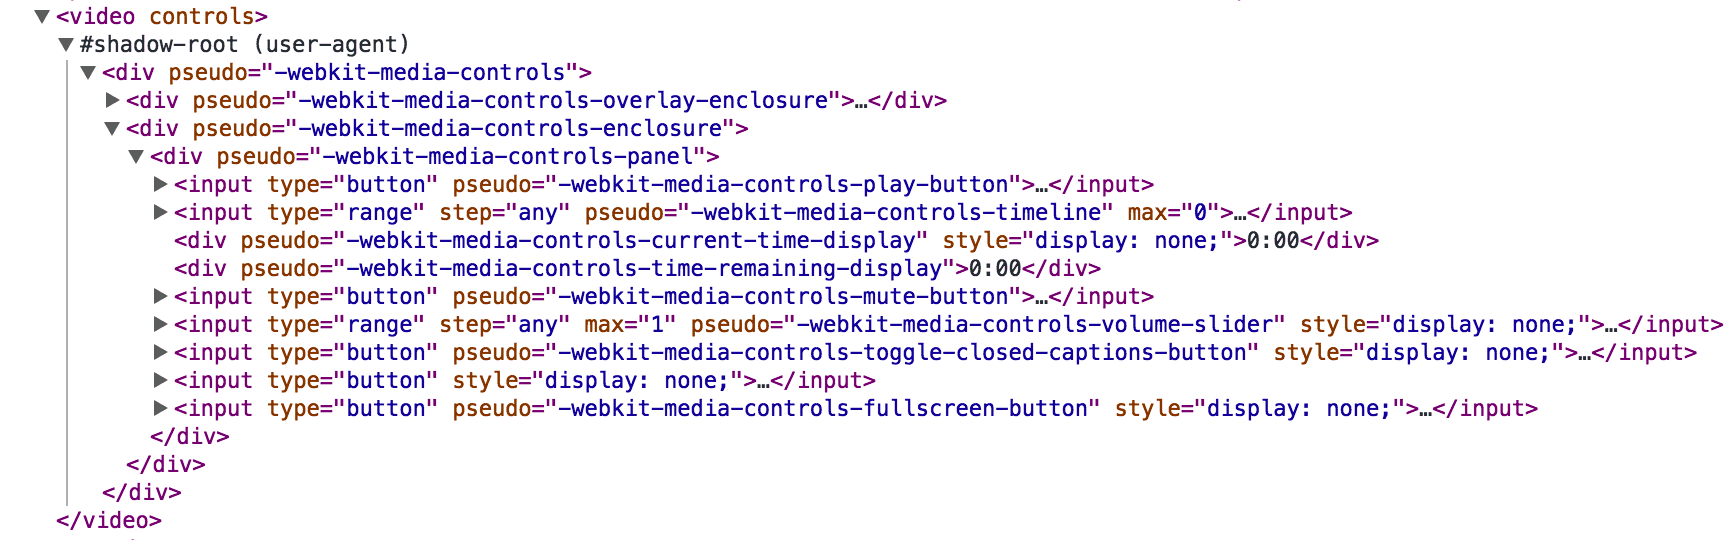 ▼<video controls>
▼#shadow-root (user-agent)
▼<div pseudo="-webkit-media-controls">
▶<div pseudo="-webkit-media-controls-overlay-enclosure">…</div>
▼<div pseudo="-webkit-media-controls-enclosure">
▼<div pseudo="-webkit-media-controls-panel">
▶<input type="button" pseudo="-webkit-media-controls-play-button">…</input>
▶<input type="range" step="any" pseudo="-webkit-media-controls-timeline" max="0">…</input>
<div pseudo="-webkit-media-controls-current-time-display" style="display: none;">0:00</div>
<div pseudo="-webkit-media-controls-time-remaining-display">0:00</div>
▶<input type="button" pseudo="-webkit-media-controls-mute-button">…</input>
▶<input type="range" step="any" max="1" pseudo="-webkit-media-controls-volume-slider" style="display: none;">…</input>
▶<input type="button" pseudo="-webkit-media-controls-toggle-closed-captions-button" style="display: none;">…</input>
▶<input type="button" style="display: none;">…</input>
▶<input type="button" pseudo="-webkit-media-controls-fullscreen-button" style="display: none;">…</input>
</div>
</div>
</div>
</video>